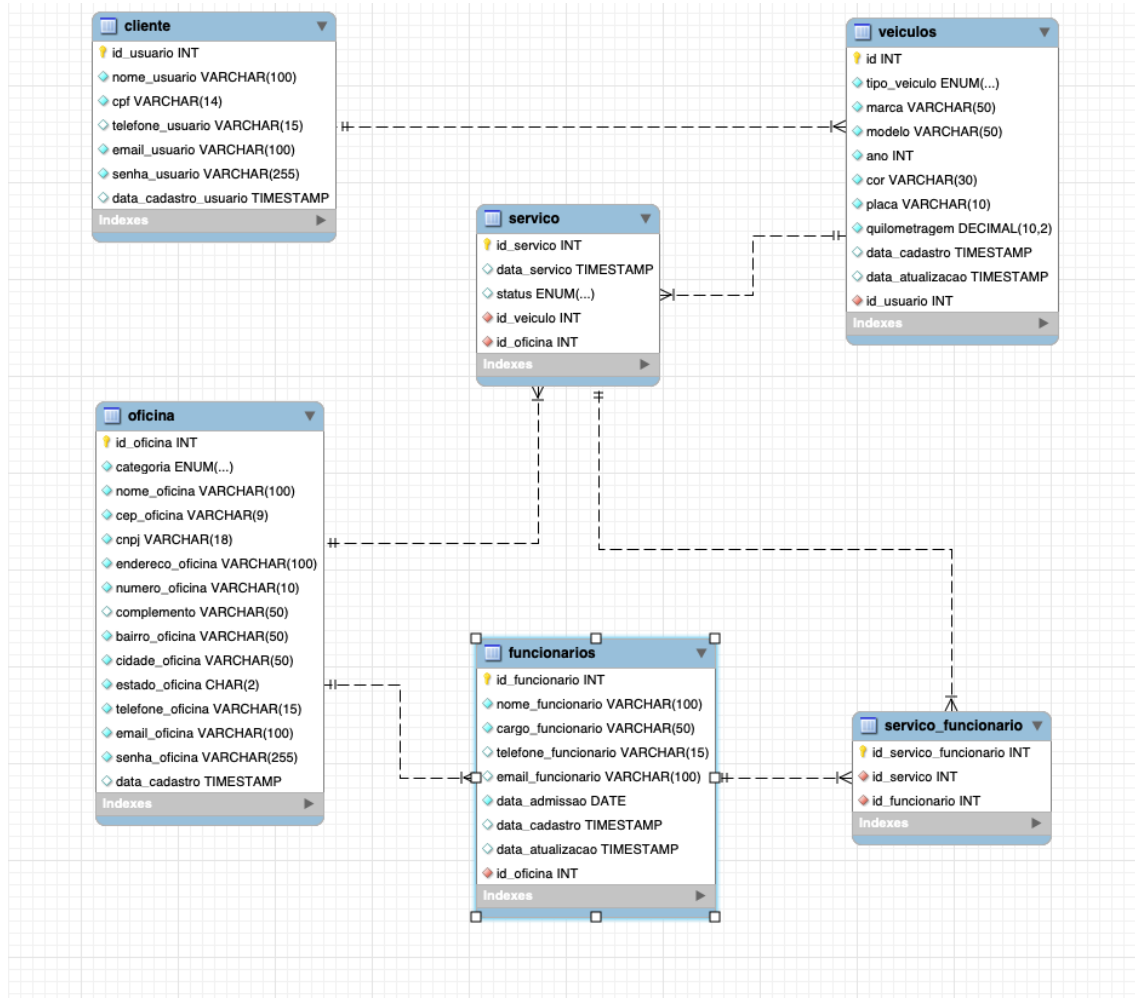 cliente
id_usuario INT
nome_usuario VARCHAR(100)
cpf VARCHAR(14)
telefone_usuario VARCHAR(15)
email_usuario VARCHAR(100)
senha_usuario VARCHAR(255)
data_cadastro_usuario TIMESTAMP
Indexes
veiculos
id INT
tipo_veiculo ENUM(...)
marca VARCHAR(50)
modelo VARCHAR(50)
ano INT
cor VARCHAR(30)
placa VARCHAR(10)
quilometragem DECIMAL(10,2)
data_cadastro TIMESTAMP
data_atualizacao TIMESTAMP
id_usuario INT
Indexes
servico
id_servico INT
data_servico TIMESTAMP
status ENUM(...)
id_veiculo INT
id_oficina INT
Indexes
oficina
id_oficina INT
categoria ENUM(...)
nome_oficina VARCHAR(100)
cep_oficina VARCHAR(9)
cnpj VARCHAR(18)
endereco_oficina VARCHAR(100)
numero_oficina VARCHAR(10)
complemento VARCHAR(50)
bairro_oficina VARCHAR(50)
cidade_oficina VARCHAR(50)
estado_oficina CHAR(2)
telefone_oficina VARCHAR(15)
email_oficina VARCHAR(100)
senha_oficina VARCHAR(255)
data_cadastro TIMESTAMP
Indexes
funcionarios
id_funcionario INT
nome_funcionario VARCHAR(100)
cargo_funcionario VARCHAR(50)
telefone_funcionario VARCHAR(15)
email_funcionario VARCHAR(100)
data_admissao DATE
data_cadastro TIMESTAMP
data_atualizacao TIMESTAMP
id_oficina INT
Indexes
servico_funcionario
id_servico_funcionario INT
id_servico INT
id_funcionario INT
Indexes